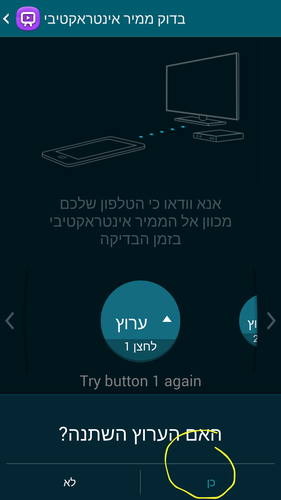 בדוק ממיר אינטראקטיבי
אנא וודאו כי הטלפון שלכם
מכוון אל הממיר אינטראקטיבי
בזמן הבדיקה
ערוץ
לחצן 1
Try button 1 again
האם הערוץ השתנה?
כן
לא